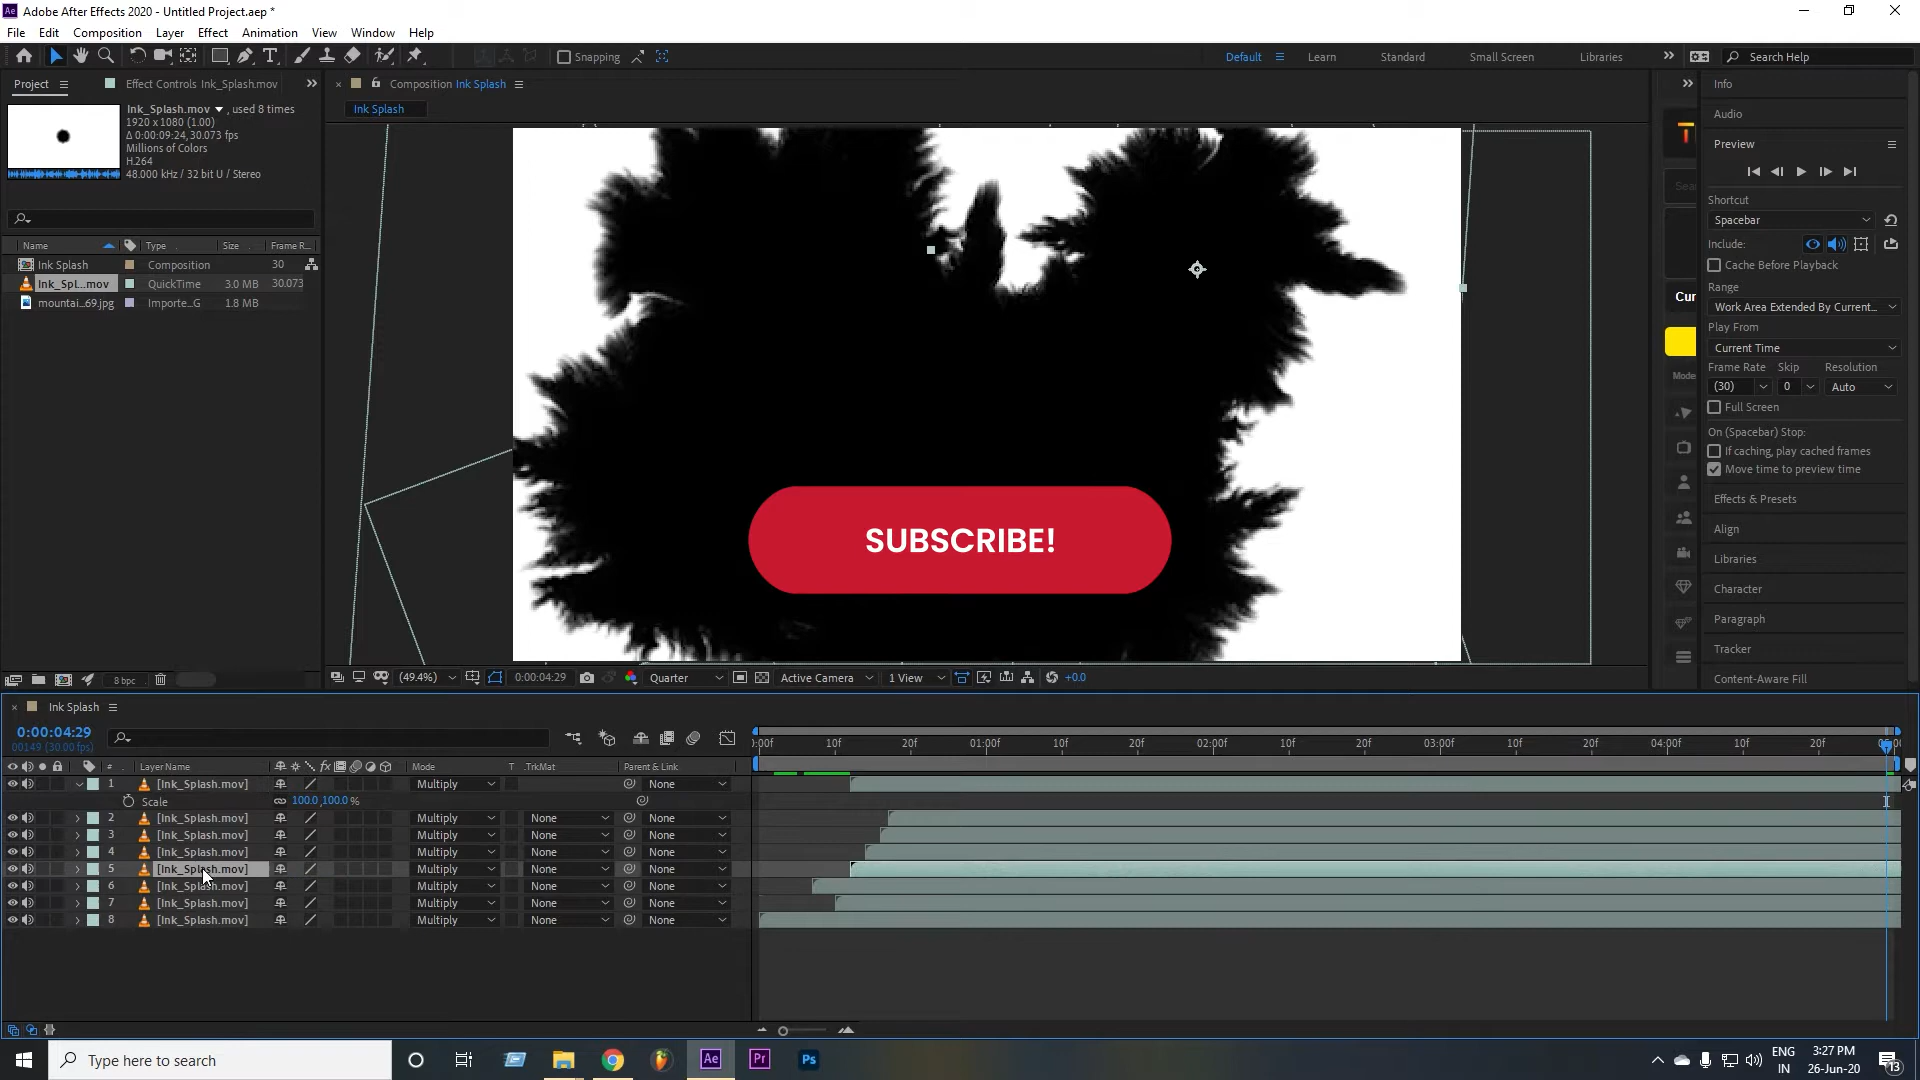 Adobe After Effects 2020 - Untitled Project.aep *
File Edit Composition Layer Effect Animation View Window Help
Snapping
Default Learn Standard Small Screen Libraries Search Help
Project Effect Controls Ink_Splash.mov
Composition Ink Splash
Ink Splash
Ink_Splash.mov , used 8 times
1920 x 1080 (1.00)
Δ 0:00:09:24, 30.073 fps
Millions of Colors
H.264
48.000 kHz / 32 bit U / Stereo
Name Type Size Frame R...
Ink Splash Composition 30
Ink_Spl...mov QuickTime 3.0 MB 30.073
mountai...69.jpg Importe...G 1.8 MB
8 bpc
SUBSCRIBE!
(49.4%) 0:00:04:29 Quarter Active Camera 1 View +0.0
T
Cur
Mode
Info
Audio
Preview
Shortcut
Spacebar
Include:
Cache Before Playback
Range
Work Area Extended By Current...
Play From
Current Time
Frame Rate Skip Resolution
(30) 0 Auto
Full Screen
On (Spacebar) Stop:
If caching, play cached frames
Move time to preview time
Effects & Presets
Align
Libraries
Character
Paragraph
Tracker
Content-Aware Fill
Ink Splash
0:00:04:29
00149 (30.00 fps)
# Layer Name Mode T .TrkMat Parent & Link
:00f 10f 20f 01:00f 10f 20f 02:00f 10f 20f 03:00f 10f 20f 04:00f 10f 20f
1 [Ink_Splash.mov] Multiply None
Scale 100.0,100.0 %
2 [Ink_Splash.mov] Multiply None None
3 [Ink_Splash.mov] Multiply None None
4 [Ink_Splash.mov] Multiply None None
5 [Ink_Splash.mov] Multiply None None
6 [Ink_Splash.mov] Multiply None None
7 [Ink_Splash.mov] Multiply None None
8 [Ink_Splash.mov] Multiply None None
Type here to search
Ae Pr Ps
ENG
IN
3:27 PM
26-Jun-20
13